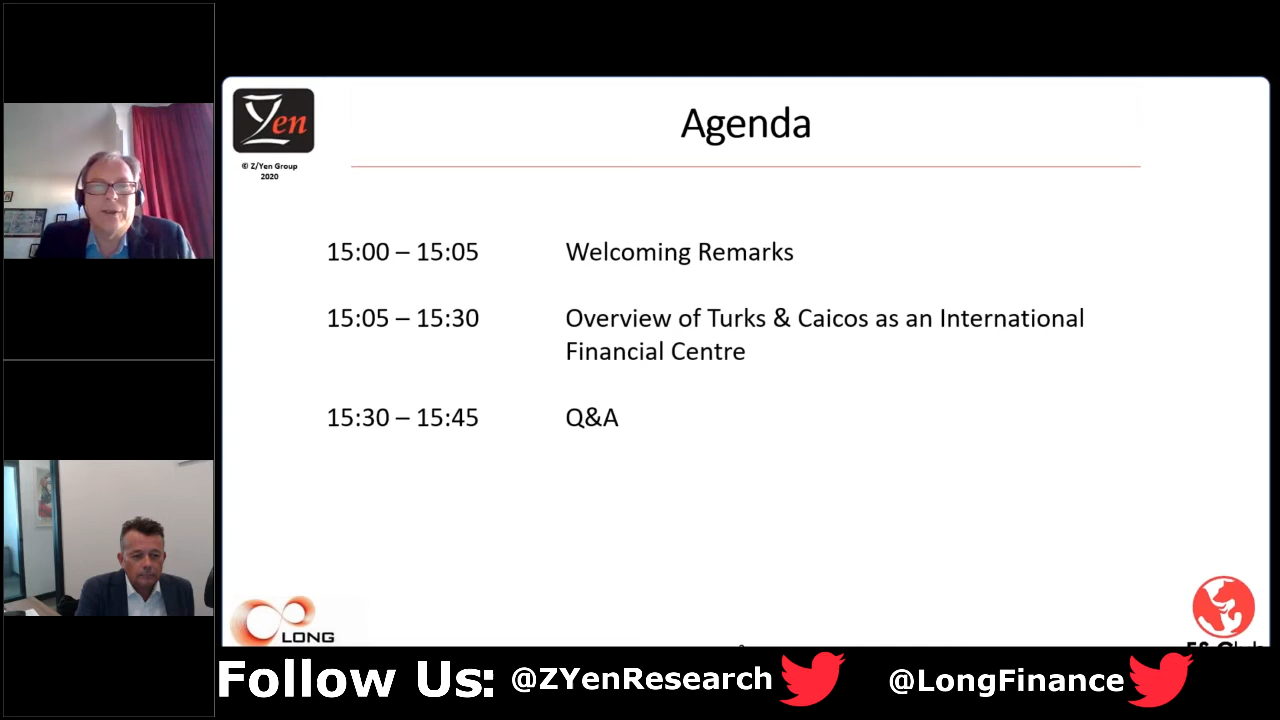 Zen
© Z/Yen Group
2020
Agenda
15:00 – 15:05 Welcoming Remarks
15:05 – 15:30 Overview of Turks & Caicos as an International
Financial Centre
15:30 – 15:45 Q&A
LONG
Follow Us: @ZYenResearch @LongFinance